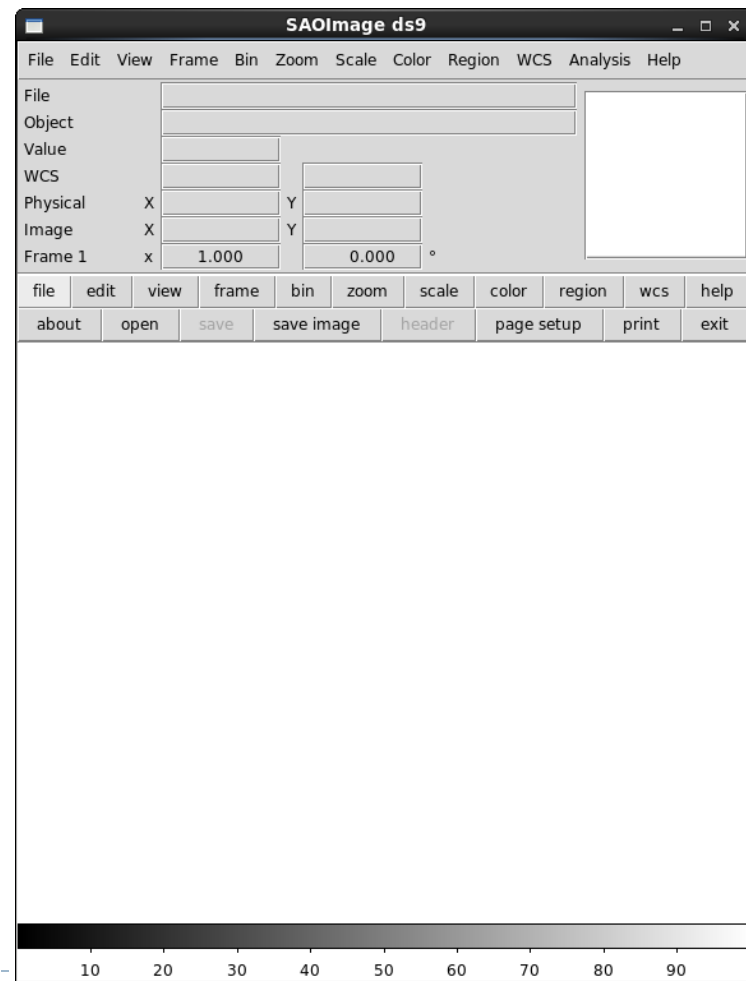 SAOImage ds9
File Edit View Frame Bin Zoom Scale Color Region WCS Analysis Help
File
Object
Value
WCS
Physical X Y
Image X Y
Frame 1 x 1.000 0.000 °
file edit view frame bin zoom scale color region wcs help
about open save save image header page setup print exit
10 20 30 40 50 60 70 80 90